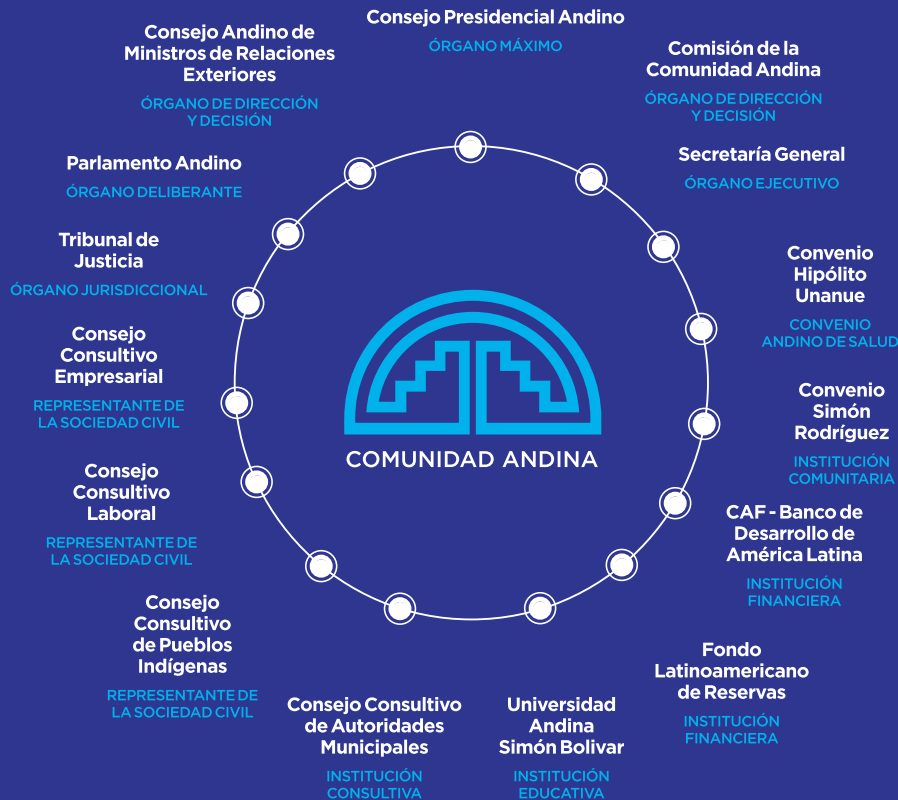 Consejo Presidencial Andino
ÓRGANO MÁXIMO
Comisión de la
Comunidad Andina
ÓRGANO DE DIRECCIÓN
Y DECISIÓN
Secretaría General
ÓRGANO EJECUTIVO
Convenio
Hipólito
Unanue
CONVENIO
ANDINO DE SALUD
Convenio
Simón
Rodríguez
INSTITUCIÓN
COMUNITARIA
CAF - Banco de
Desarrollo de
América Latina
INSTITUCIÓN
FINANCIERA
Fondo
Latinoamericano
de Reservas
INSTITUCIÓN
FINANCIERA
Universidad
Andina
Simón Bolivar
INSTITUCIÓN
EDUCATIVA
Consejo Consultivo
de Autoridades
Municipales
INSTITUCIÓN
CONSULTIVA
Consejo
Consultivo
de Pueblos
Indígenas
REPRESENTANTE DE
LA SOCIEDAD CIVIL
Consejo
Consultivo
Laboral
REPRESENTANTE DE
LA SOCIEDAD CIVIL
Consejo
Consultivo
Empresarial
REPRESENTANTE DE
LA SOCIEDAD CIVIL
Tribunal de
Justicia
ÓRGANO JURISDICCIONAL
Parlamento Andino
ÓRGANO DELIBERANTE
Consejo Andino de
Ministros de Relaciones
Exteriores
ÓRGANO DE DIRECCIÓN
Y DECISIÓN
COMUNIDAD ANDINA